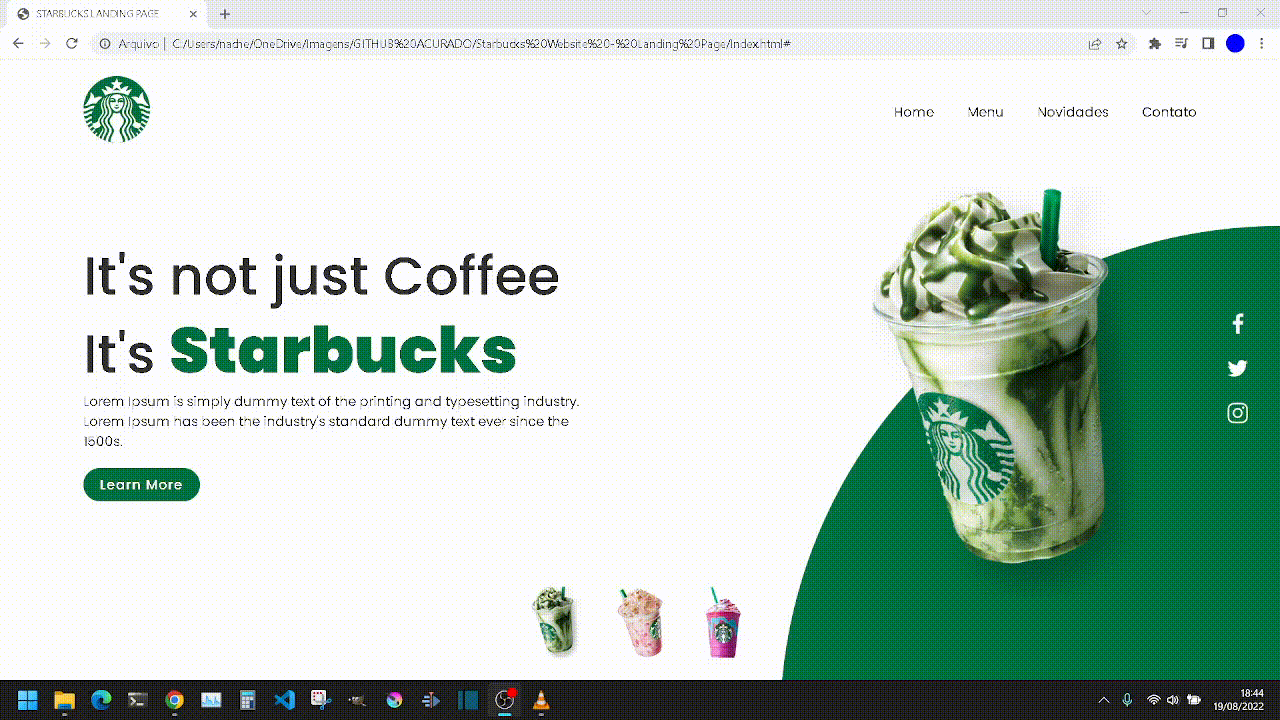 STARBUCKS LANDING PAGE
Arquivo | C:/Users/nadhe/OneDrive/Imagens/GITHUB%20ACURADO/Starbucks%20Website%20-%20Landing%20Page/Index.html#
Home Menu Novidades Contato
It's not just Coffee
It's Starbucks
Lorem Ipsum is simply dummy text of the printing and typesetting industry.
Lorem Ipsum has been the industry's standard dummy text ever since the
1500s.
Learn More
18:44
19/08/2022